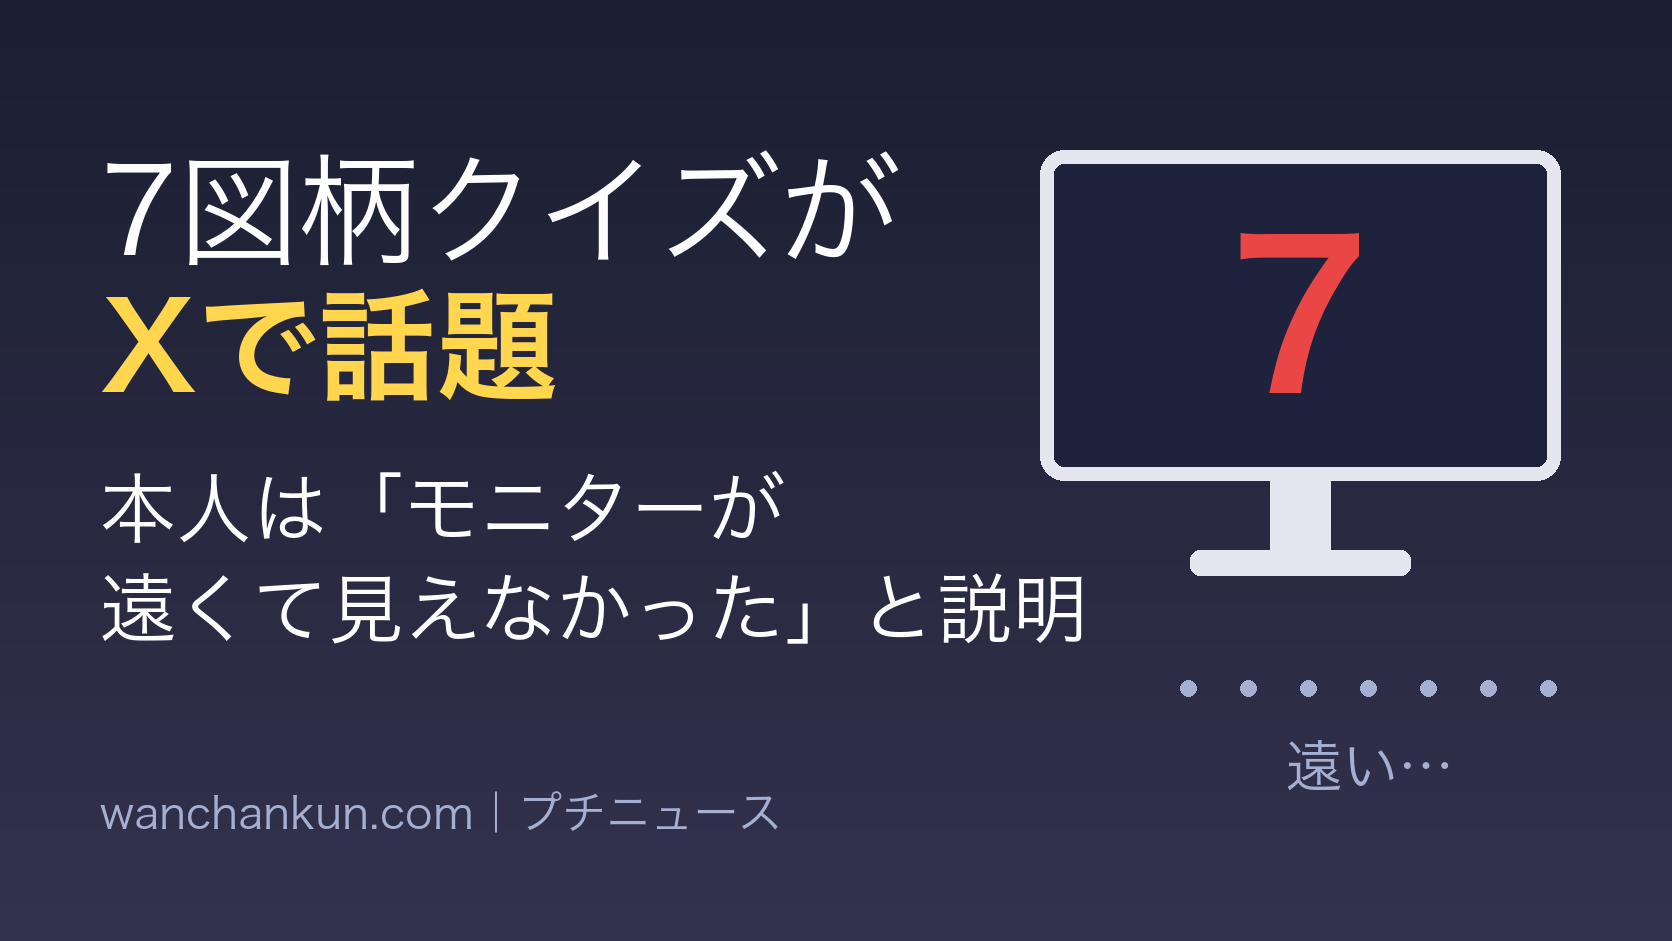 7図柄クイズが
Xで話題
本人は「モニターが
遠くて見えなかった」と説明
7
遠い…
wanchankun.com｜プチニュース